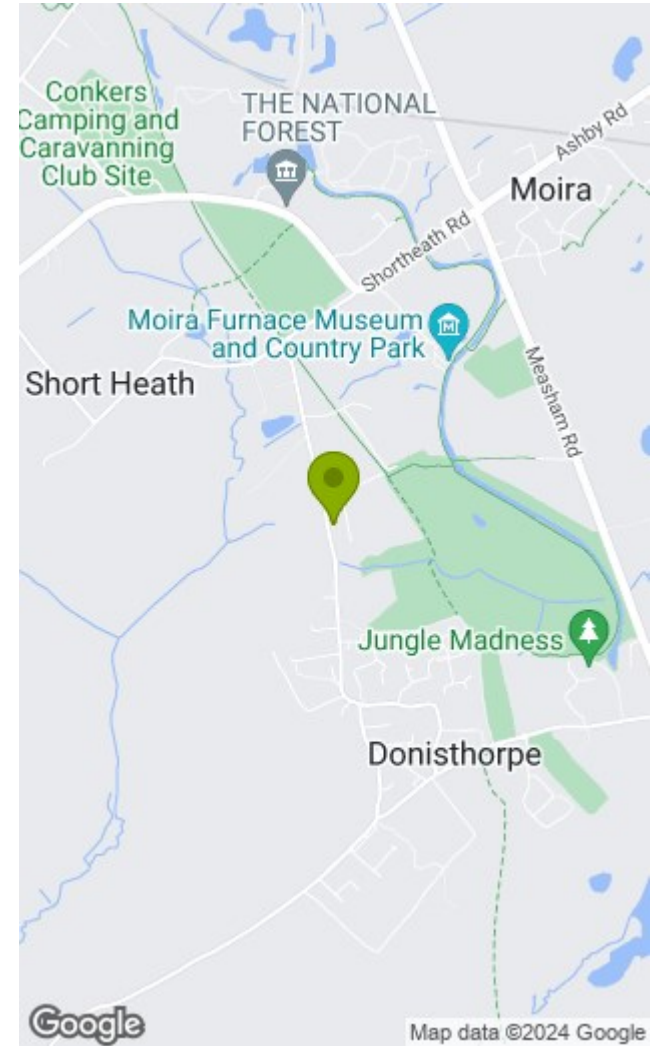 Conkers
Camping and
Caravanning
Club Site
THE NATIONAL
FOREST
Ashby Rd
Moira
Shortheath Rd
Moira Furnace Museum
and Country Park
M
Short Heath
Measham Rd
Jungle Madness
Donisthorpe
Google
Map data ©2024 Google